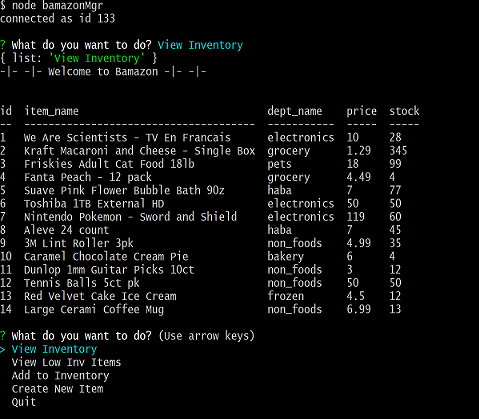 $ node bamazonMgr
connected as id 133
? What do you want to do? View Inventory
{ list: 'View Inventory' }
-|- -|- Welcome to Bamazon -|- -|-
id item_name dept_name price stock
-- ------------------------------------ ----------- ----- -----
1 We Are Scientists - TV En Francais electronics 10 28
2 Kraft Macaroni and Cheese - Single Box grocery 1.29 345
3 Friskies Adult Cat Food 18lb pets 18 99
4 Fanta Peach - 12 pack grocery 4.49 4
5 Suave Pink Flower Bubble Bath 90z haba 7 77
6 Toshiba 1TB External HD electronics 50 50
7 Nintendo Pokemon - Sword and Shield electronics 119 60
8 Aleve 24 count haba 7 45
9 3M Lint Roller 3pk non_foods 4.99 35
10 Caramel Chocolate Cream Pie bakery 6 4
11 Dunlop 1mm Guitar Picks 10ct non_foods 3 12
12 Tennis Balls 5ct pk non_foods 50 50
13 Red Velvet Cake Ice Cream frozen 4.5 12
14 Large Cerami Coffee Mug non_foods 6.99 13
? What do you want to do? (Use arrow keys)
> View Inventory
View Low Inv Items
Add to Inventory
Create New Item
Quit